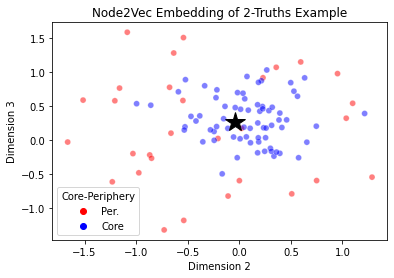 Node2Vec Embedding of 2-Truths Example
Dimension 3
1.5
1.0
0.5
0.0
−0.5
−1.0
Core-Periphery
Per.
Core
−1.5 −1.0 −0.5 0.0 0.5 1.0
Dimension 2